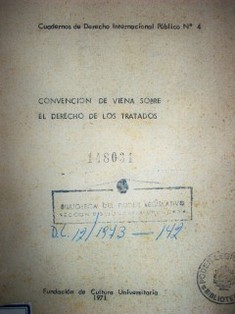 Cuadernos de Derecho Internacional Público Nº 4
CONVENCION DE VIENA SOBRE
EL DERECHO DE LOS TRATADOS
148031
BIBLIOTECA DEL PODER LEGISLATIVO
D.L. 12/1973 — 142
Fundación de Cultura Universitaria
1971